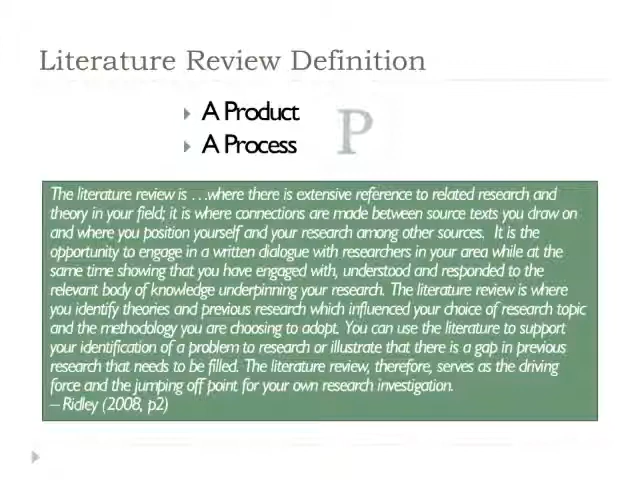 Literature Review Definition
A Product
A Process
P
The literature review is …where there is extensive reference to related research and
theory in your field; it is where connections are made between source texts you draw on
and where you position yourself and your research among other sources. It is the
opportunity to engage in a written dialogue with researchers in your area while at the
same time showing that you have engaged with, understood and responded to the
relevant body of knowledge underpinning your research. The literature review is where
you identify theories and previous research which influenced your choice of research topic
and the methodology you are choosing to adopt. You can use the literature to support
your identification of a problem to research or illustrate that there is a gap in previous
research that needs to be filled. The literature review, therefore, serves as the driving
force and the jumping off point for your own research investigation.
– Ridley (2008, p2)